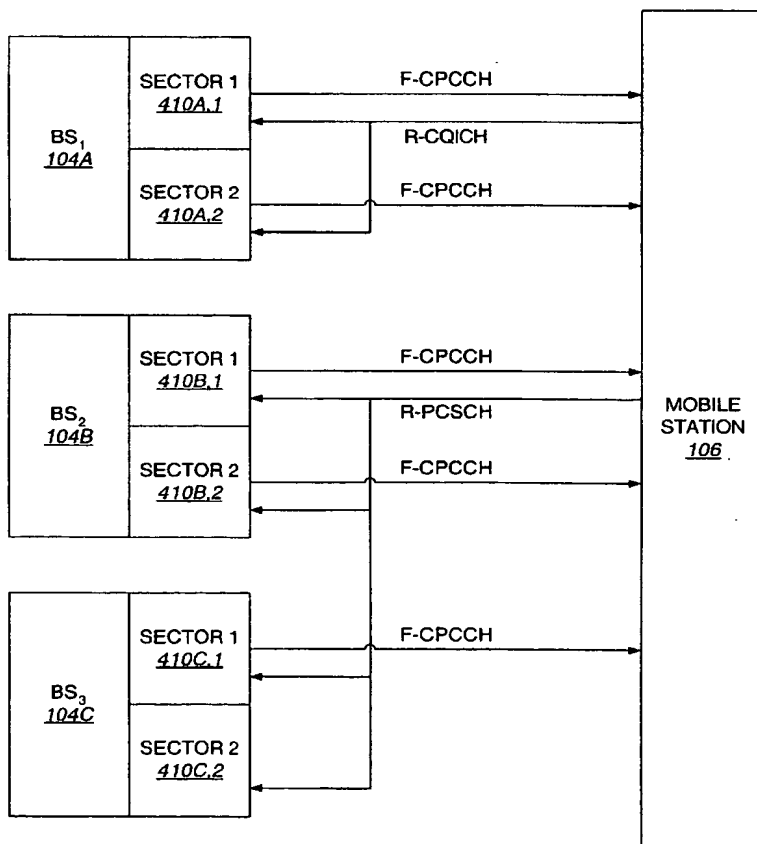 SECTOR 1
410A,1
BS₁
104A
SECTOR 2
410A,2
F-CPCCH
R-CQICH
F-CPCCH
SECTOR 1
410B,1
BS₂
104B
SECTOR 2
410B,2
F-CPCCH
R-PCSCH
F-CPCCH
MOBILE
STATION
106
SECTOR 1
410C,1
BS₃
104C
SECTOR 2
410C,2
F-CPCCH